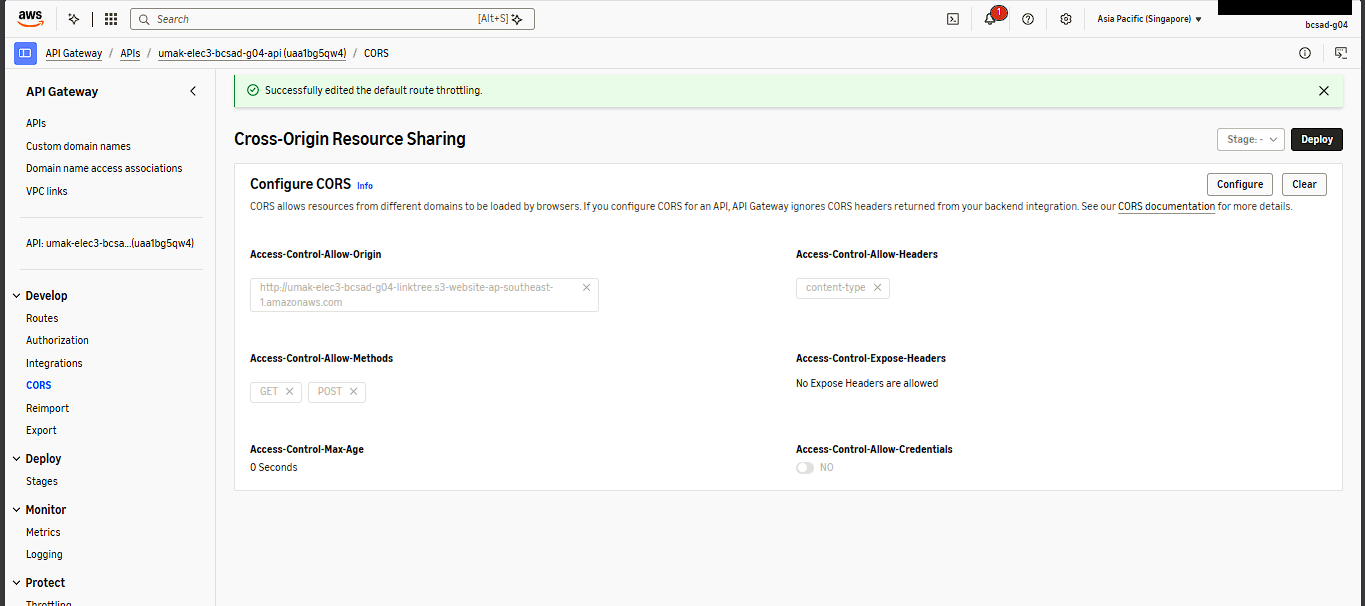 aws
Search
[Alt+S]
1
Asia Pacific (Singapore)
bcsad-g04
API Gateway / APIs / umak-elec3-bcsad-g04-api (uaa1bg5qw4) / CORS
API Gateway
APIs
Custom domain names
Domain name access associations
VPC links
API: umak-elec3-bcsa...(uaa1bg5qw4)
Develop
Routes
Authorization
Integrations
CORS
Reimport
Export
Deploy
Stages
Monitor
Metrics
Logging
Protect
Throttling
Successfully edited the default route throttling.
Cross-Origin Resource Sharing
Stage: -
Deploy
Configure CORS Info
Configure
Clear
CORS allows resources from different domains to be loaded by browsers. If you configure CORS for an API, API Gateway ignores CORS headers returned from your backend integration. See our CORS documentation for more details.
Access-Control-Allow-Origin
http://umak-elec3-bcsad-g04-linktree.s3-website-ap-southeast-
1.amazonaws.com
Access-Control-Allow-Headers
content-type
Access-Control-Allow-Methods
GET
POST
Access-Control-Expose-Headers
No Expose Headers are allowed
Access-Control-Max-Age
0 Seconds
Access-Control-Allow-Credentials
NO